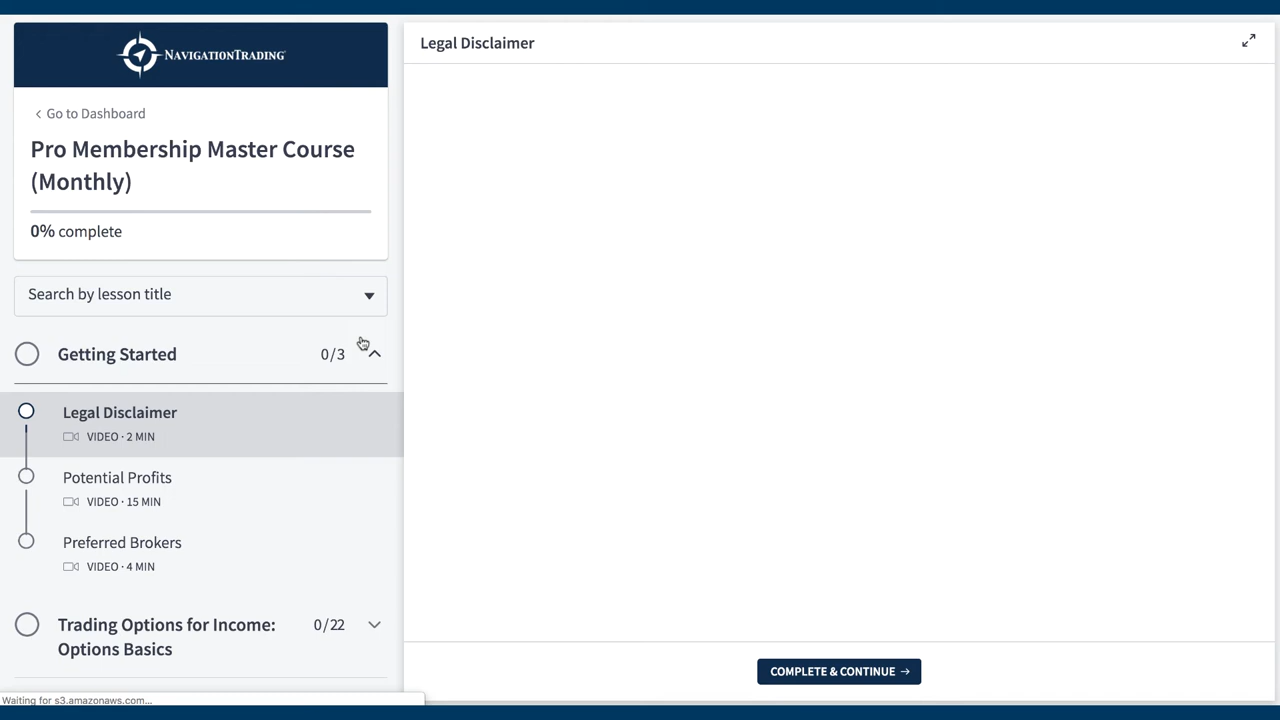 NAVIGATIONTRADING
Go to Dashboard
Pro Membership Master Course
(Monthly)
0% complete
Search by lesson title
Getting Started 0/3
Legal Disclaimer
VIDEO · 2 MIN
Potential Profits
VIDEO · 15 MIN
Preferred Brokers
VIDEO · 4 MIN
Trading Options for Income: 0/22
Options Basics
Waiting for s3.amazonaws.com...
Legal Disclaimer
COMPLETE & CONTINUE →